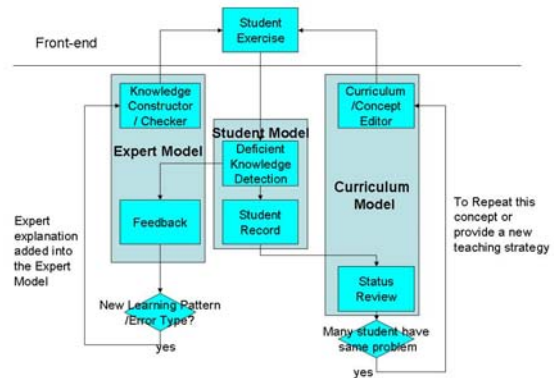 Student
Exercise
Front-end
Knowledge
Constructor
/ Checker
Expert Model
Student Model
Deficient
Knowledge
Detection
Curriculum
/Concept
Editor
Curriculum
Model
Feedback
Student
Record
Expert
explanation
added into
the Expert
Model
To Repeat this
concept or
provide a new
teaching strategy
Status
Review
New Learning Pattern
/Error Type?
yes
Many student have
same problem
yes